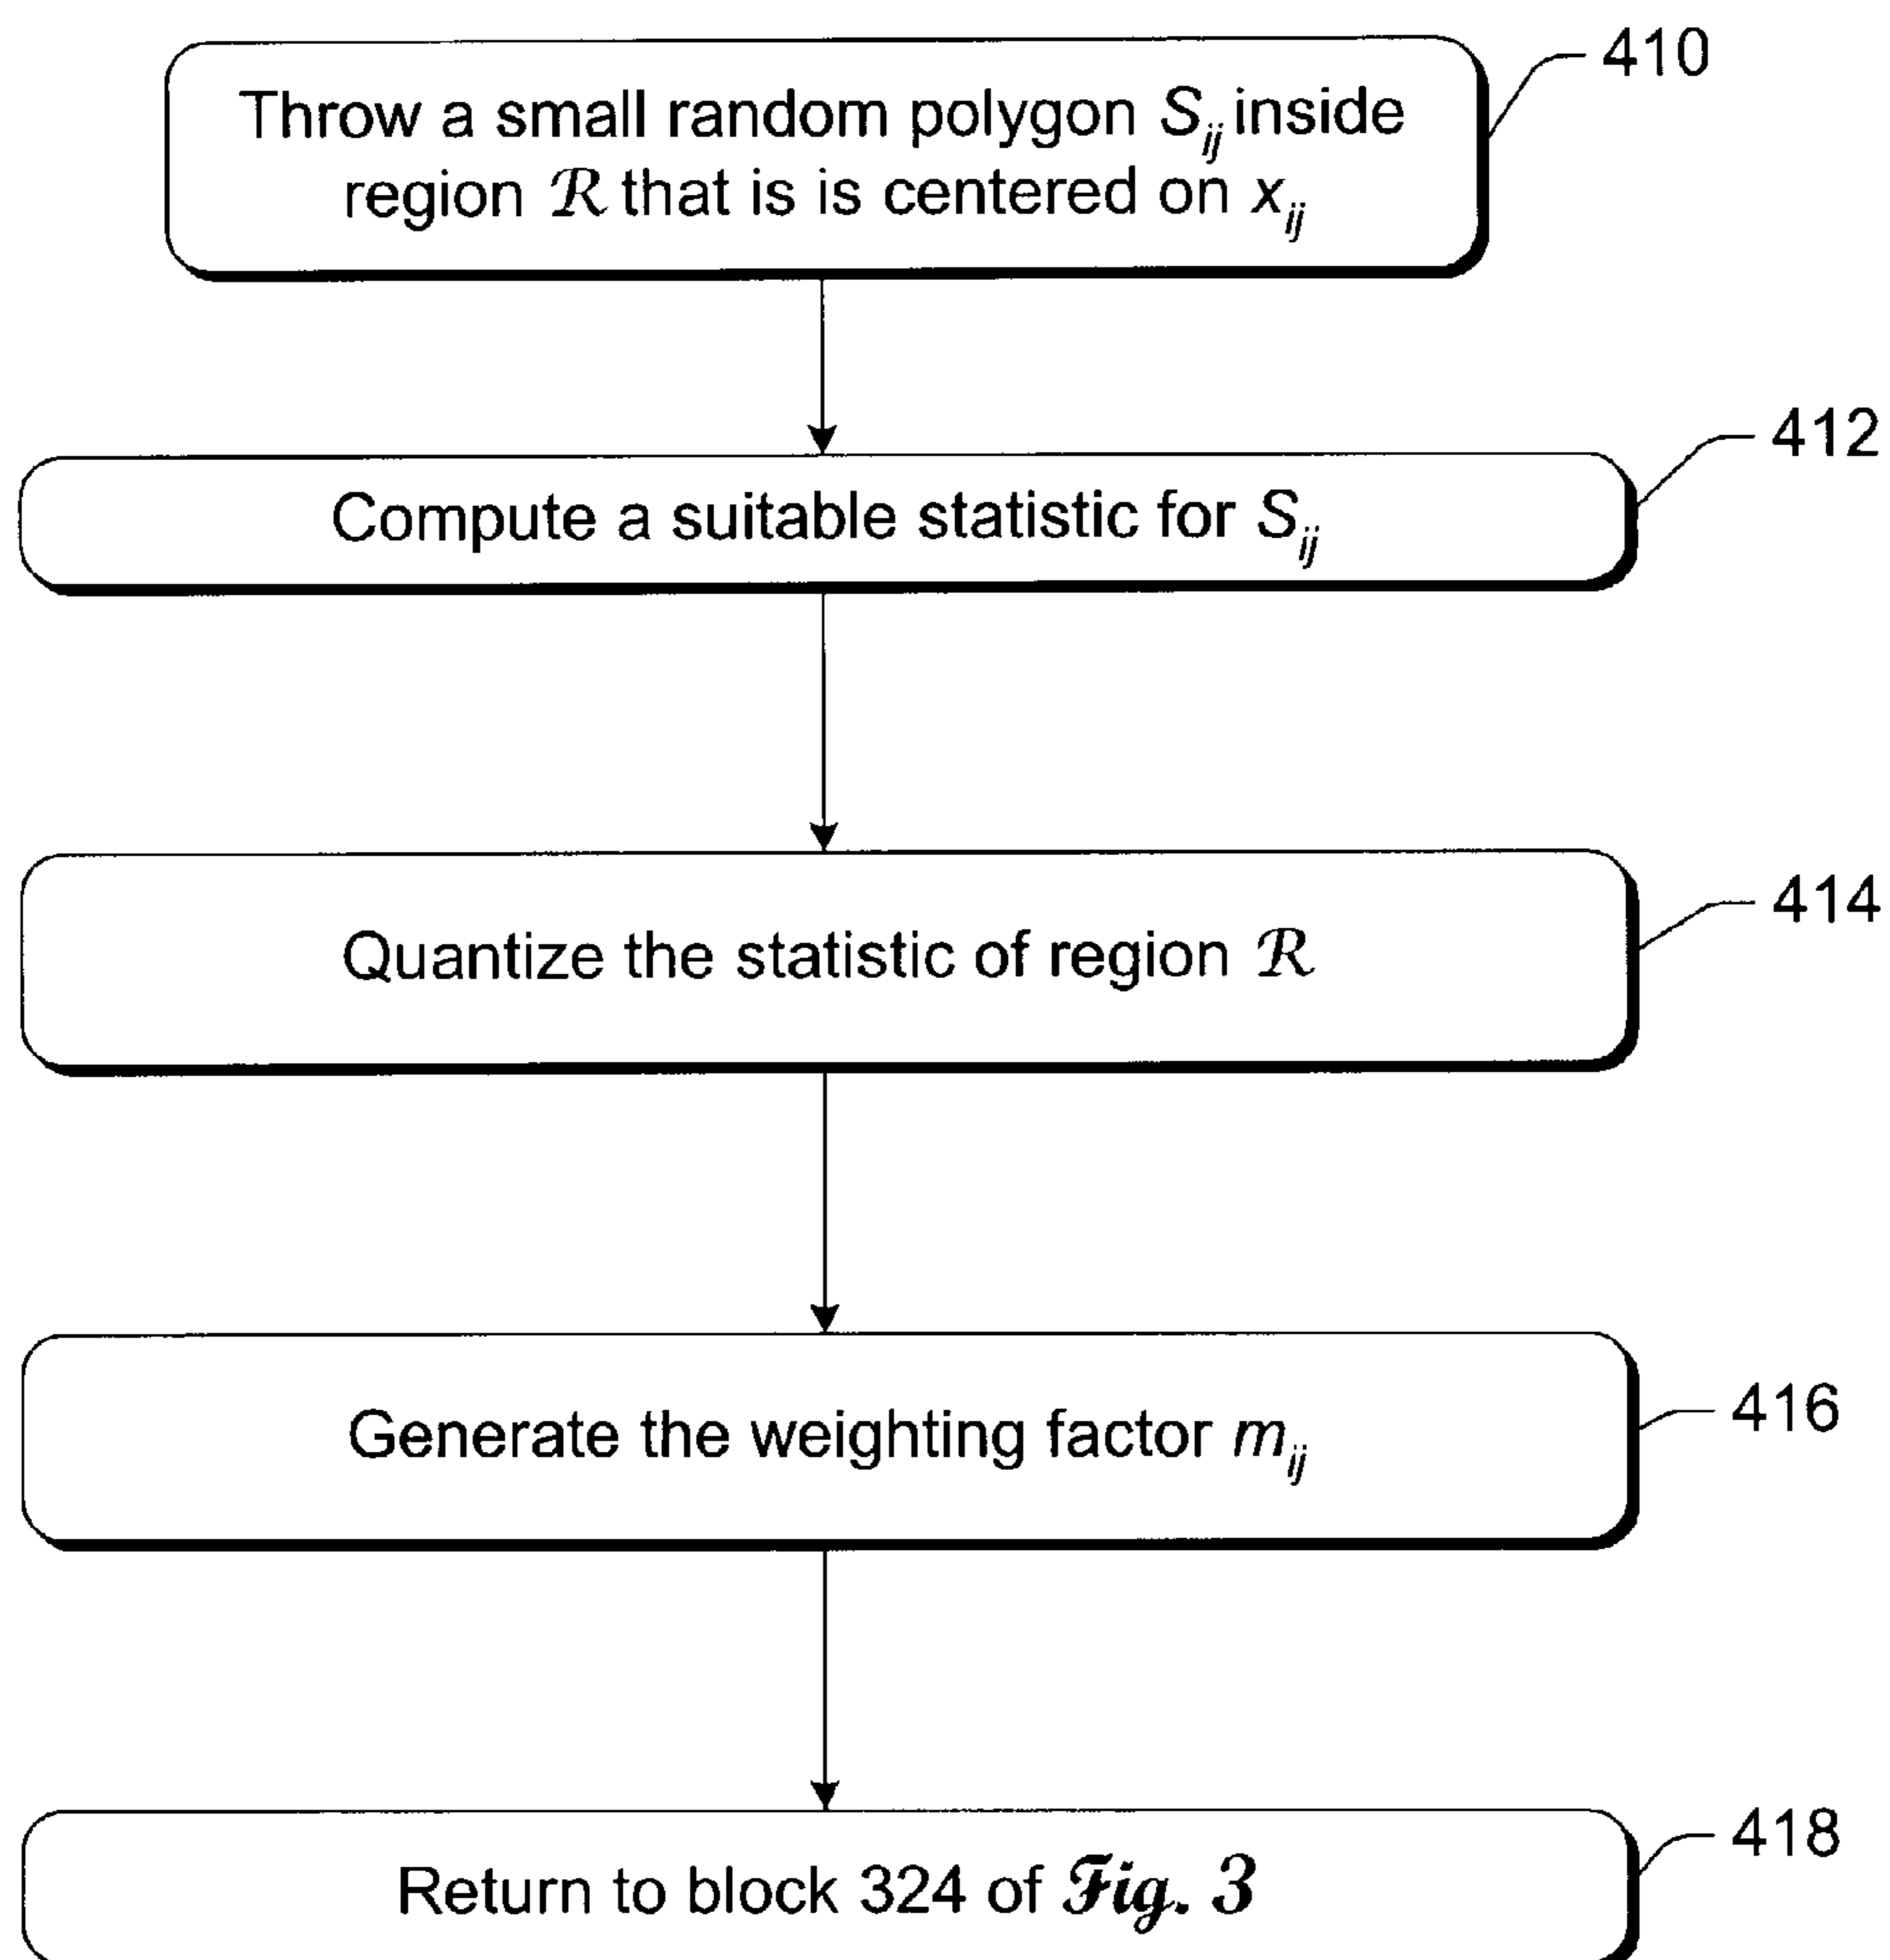 410
Throw a small random polygon S_ij inside
region ℛ that is is centered on x_ij
412
Compute a suitable statistic for S_ij
414
Quantize the statistic of region ℛ
416
Generate the weighting factor m_ij
418
Return to block 324 of Fig. 3